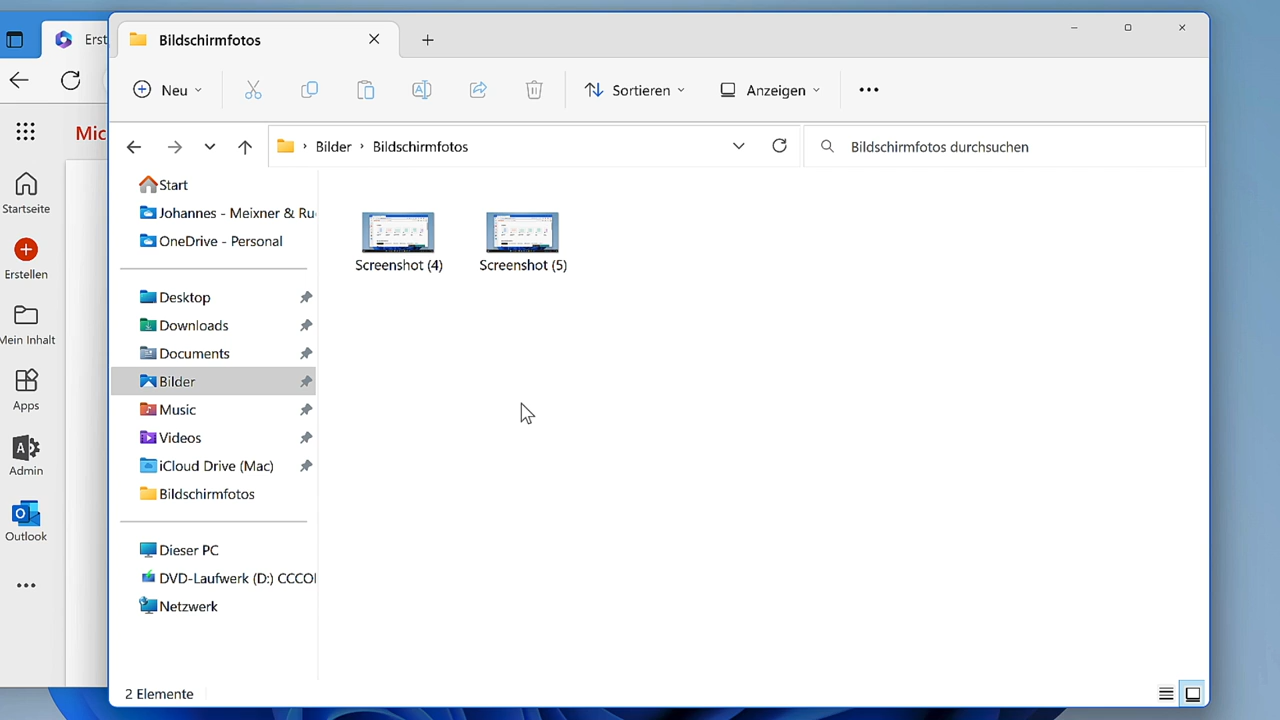 Erst
Bildschirmfotos
Neu
Sortieren
Anzeigen
Bilder
Bildschirmfotos
Bildschirmfotos durchsuchen
Mic
Startseite
Erstellen
Mein Inhalt
Apps
Admin
Outlook
Start
Johannes - Meixner & Ru
OneDrive - Personal
Desktop
Downloads
Documents
Bilder
Music
Videos
iCloud Drive (Mac)
Bildschirmfotos
Dieser PC
DVD-Laufwerk (D:) CCCO
Netzwerk
Screenshot (4)
Screenshot (5)
2 Elemente